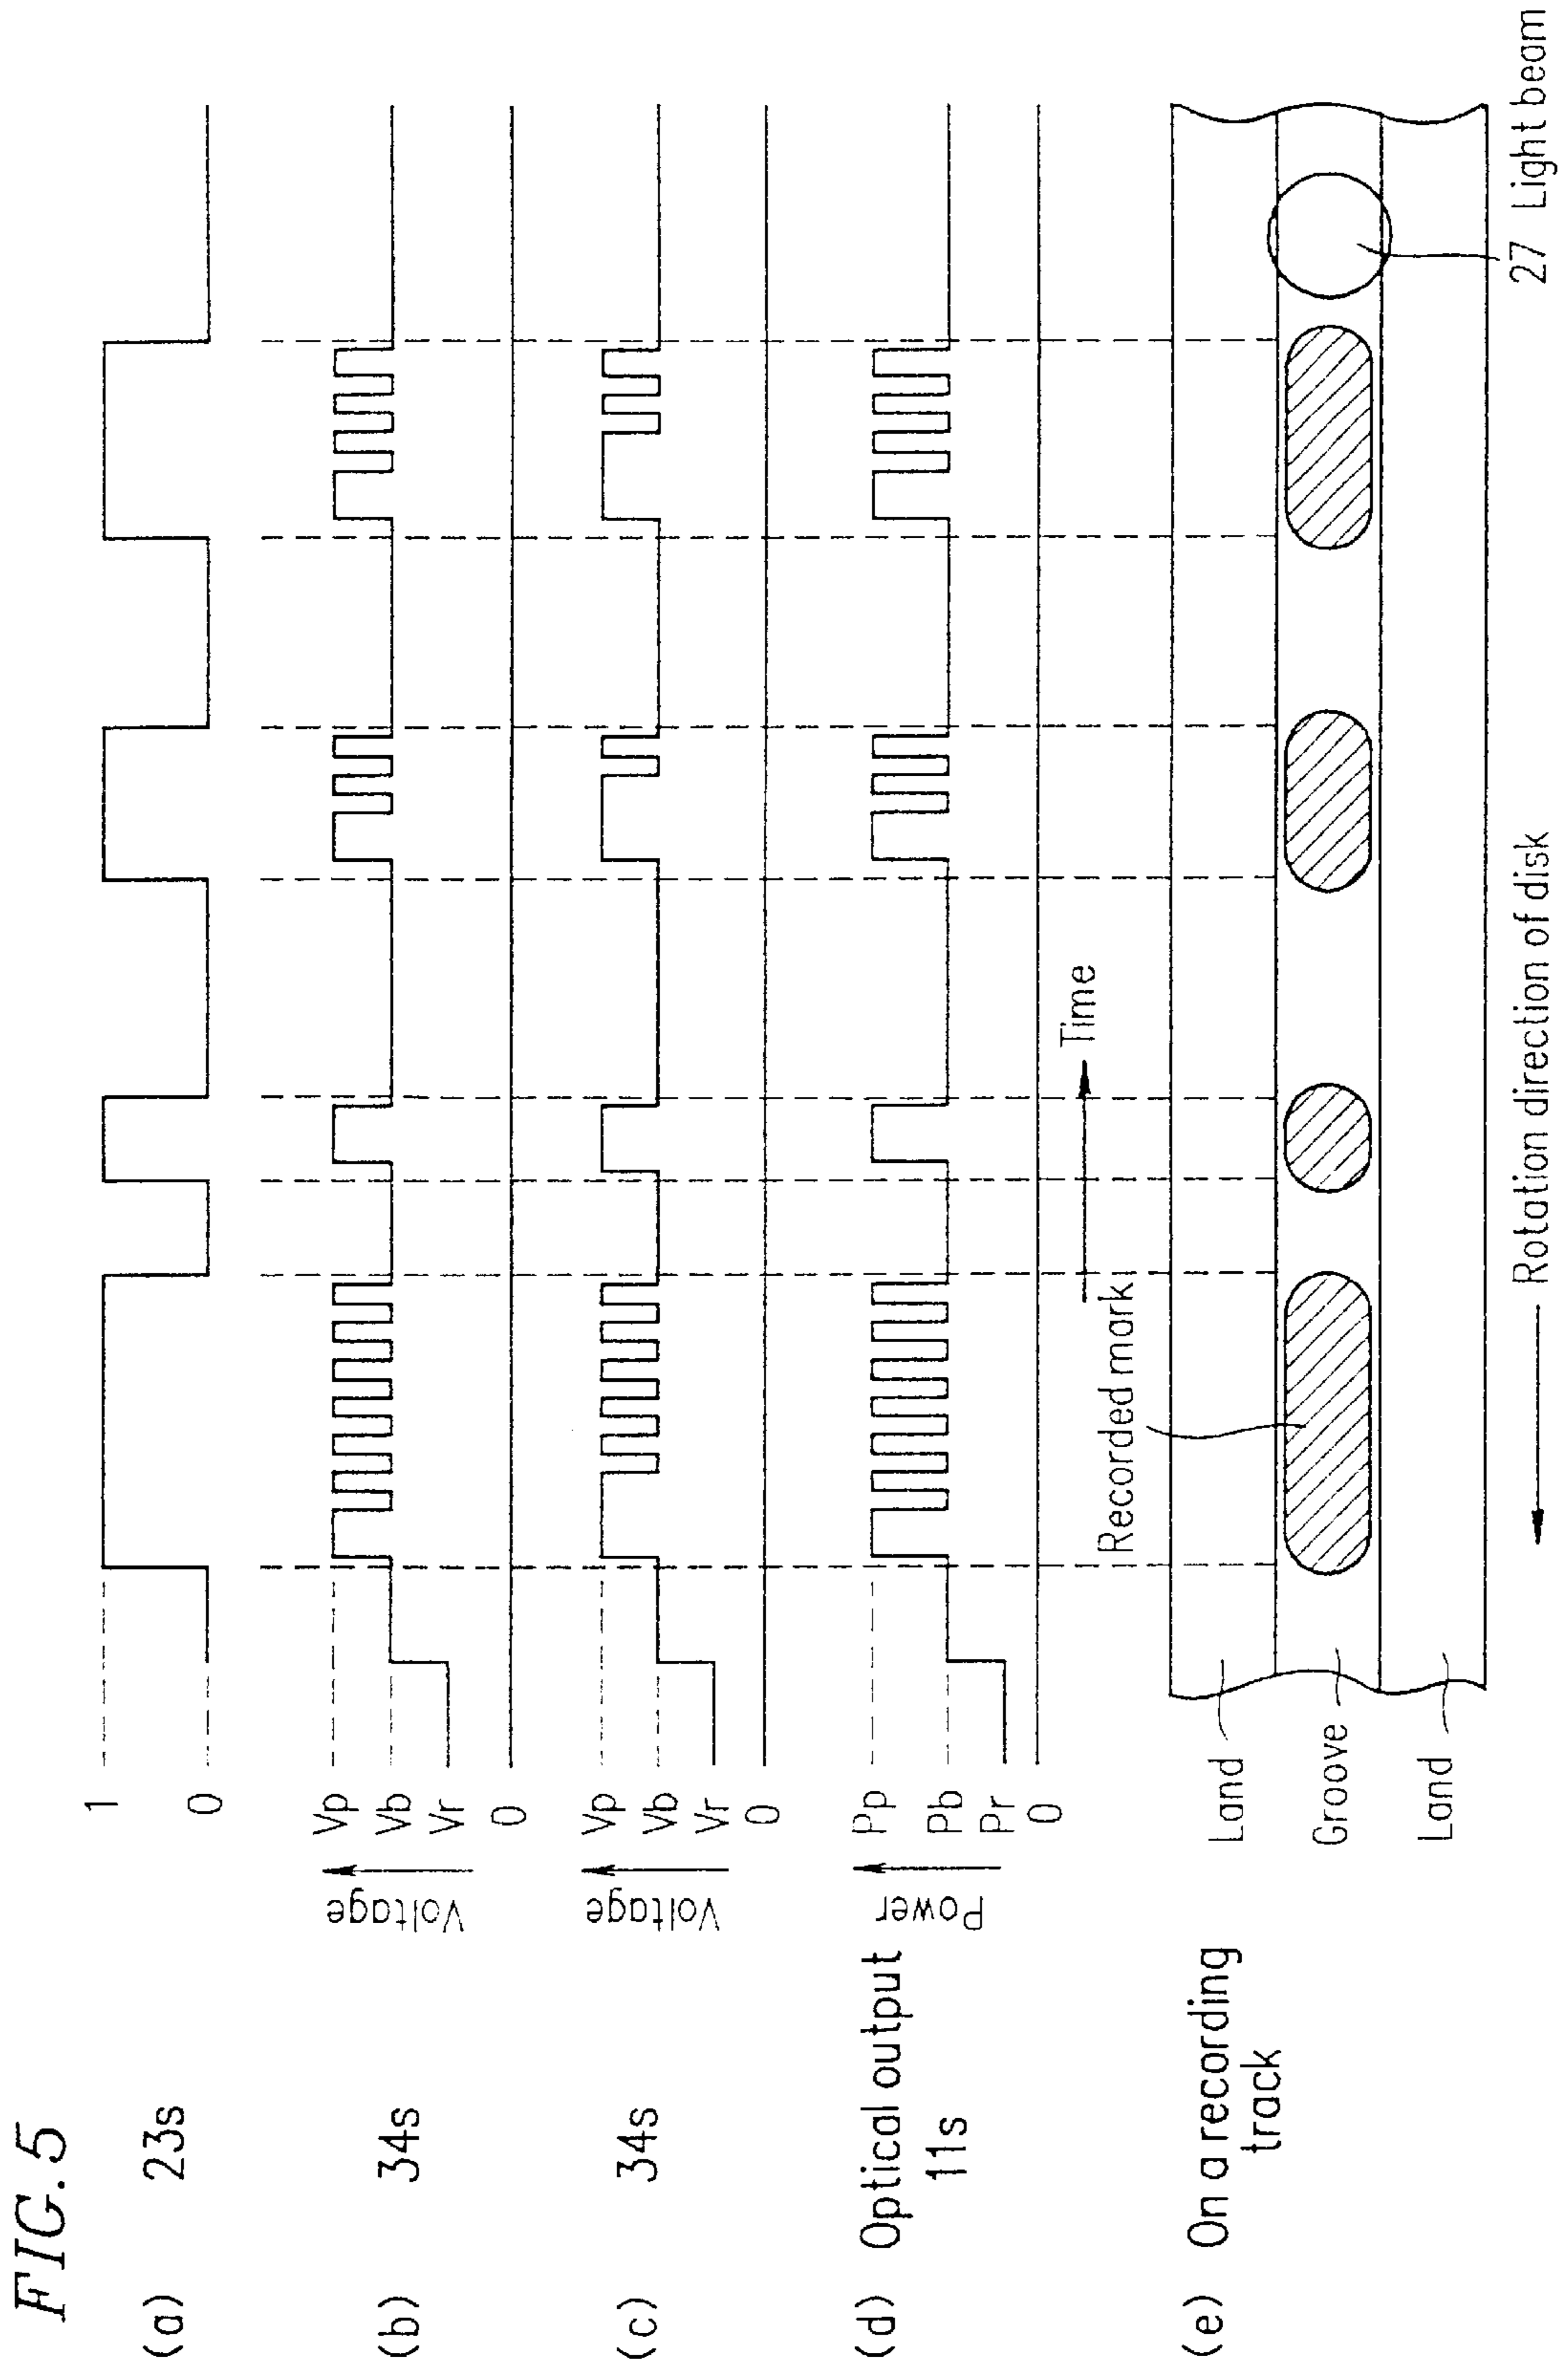 FIG.5
(a) 23s
1
0
(b) 34s
Voltage
Vp
Vb
Vr
0
(c) 34s
Voltage
Vp
Vb
Vr
0
(d) Optical output
11s
Power
Pp
Pb
Pr
0
Time
Recorded mark
(e) On a recording
track
Land
Groove
Land
Rotation direction of disk
27 Light beam